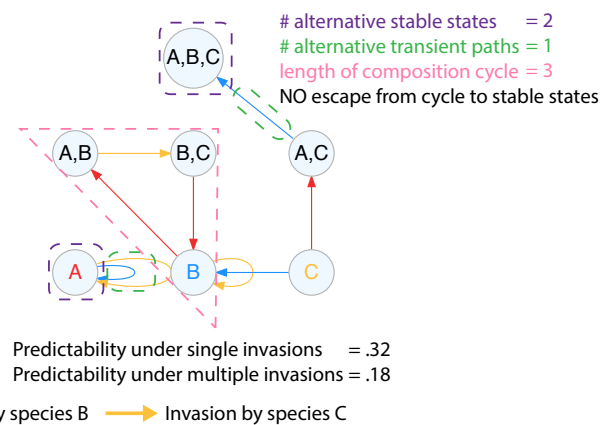 # alternative stable states = 2
# alternative transient paths = 1
length of composition cycle = 3
NO escape from cycle to stable states
A,B,C
A,B
B,C
A,C
A
B
C
Predictability under single invasions = .32
Predictability under multiple invasions = .18
y species B
Invasion by species C